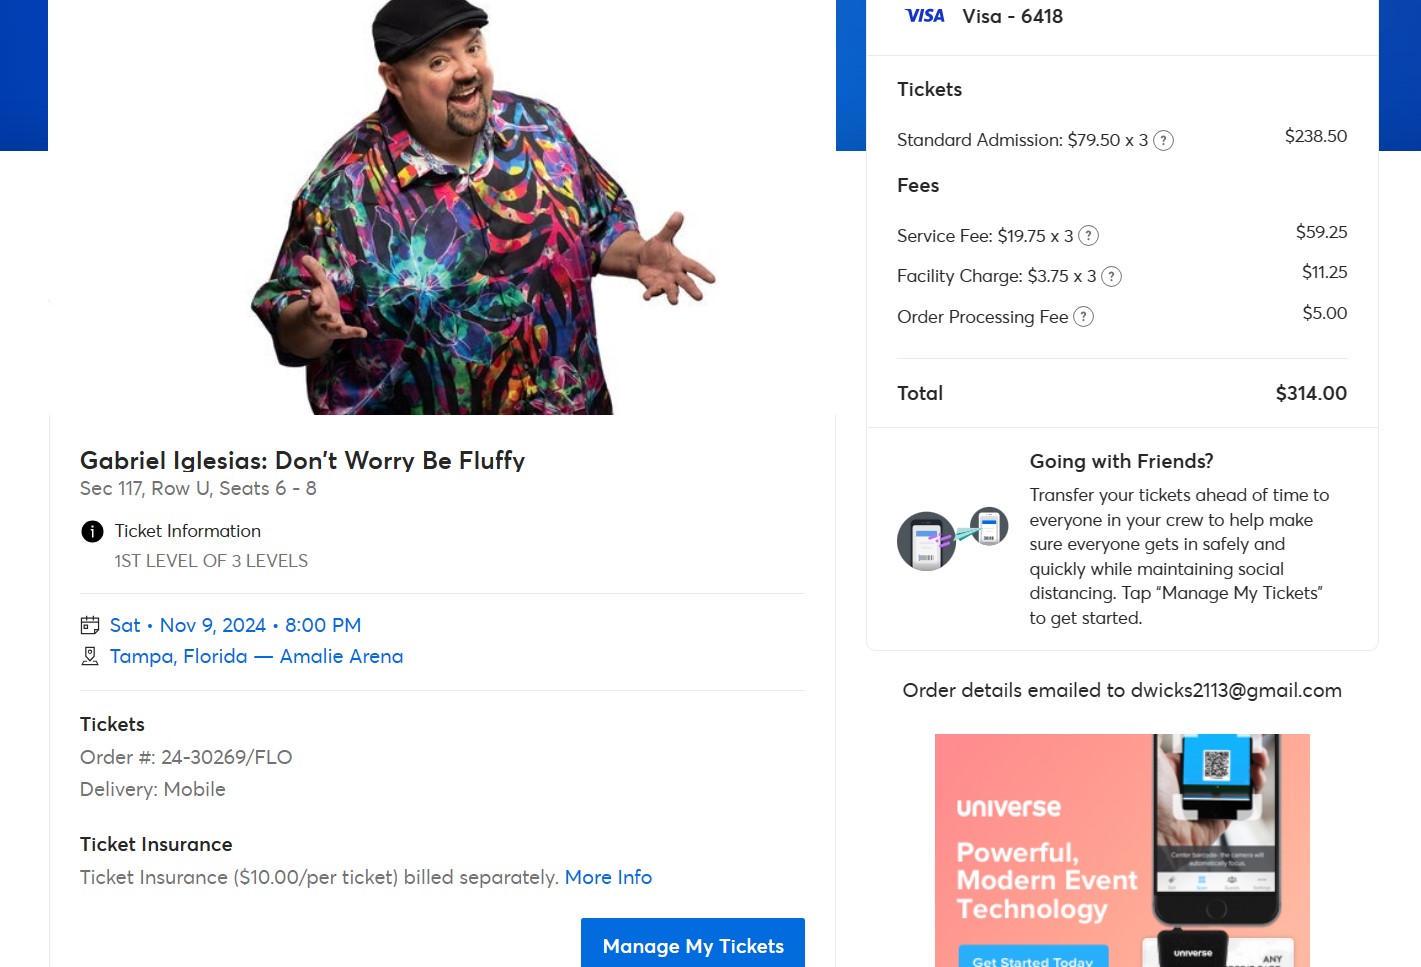 Gabriel Iglesias: Don't Worry Be Fluffy
Sec 117, Row U, Seats 6 - 8
Ticket Information
1ST LEVEL OF 3 LEVELS
Sat • Nov 9, 2024 • 8:00 PM
Tampa, Florida — Amalie Arena
Tickets
Order #: 24-30269/FLO
Delivery: Mobile
Ticket Insurance
Ticket Insurance ($10.00/per ticket) billed separately. More Info
Manage My Tickets
VISA Visa - 6418
Tickets
Standard Admission: $79.50 x 3 ? $238.50
Fees
Service Fee: $19.75 x 3 ? $59.25
Facility Charge: $3.75 x 3 ? $11.25
Order Processing Fee ? $5.00
Total $314.00
Going with Friends?
Transfer your tickets ahead of time to
everyone in your crew to help make
sure everyone gets in safely and
quickly while maintaining social
distancing. Tap “Manage My Tickets”
to get started.
Order details emailed to dwicks2113@gmail.com
universe
Powerful,
Modern Event
Technology
Get Started Today
Center barcode- the camera will
automatically focus.
universe
ANY